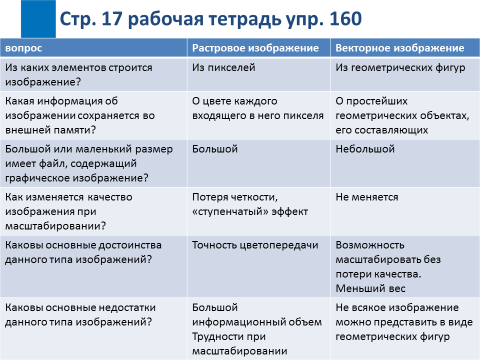 Стр. 17 рабочая тетрадь упр. 160
вопрос
Растровое изображение
Векторное изображение
Из каких элементов строится
изображение?
Из пикселей
Из геометрических фигур
Какая информация об
изображении сохраняется во
внешней памяти?
О цвете каждого
входящего в него пикселя
О простейших
геометрических объектах,
его составляющих
Большой или маленький размер
имеет файл, содержащий
графическое изображение?
Большой
Небольшой
Как изменяется качество
изображения при
масштабировании?
Потеря четкости,
«ступенчатый» эффект
Не меняется
Каковы основные достоинства
данного типа изображений?
Точность цветопередачи
Возможность
масштабировать без
потери качества.
Меньший вес
Каковы основные недостатки
данного типа изображений?
Большой
информационный объем
Трудности при
масштабировании
Не всякое изображение
можно представить в виде
геометрических фигур